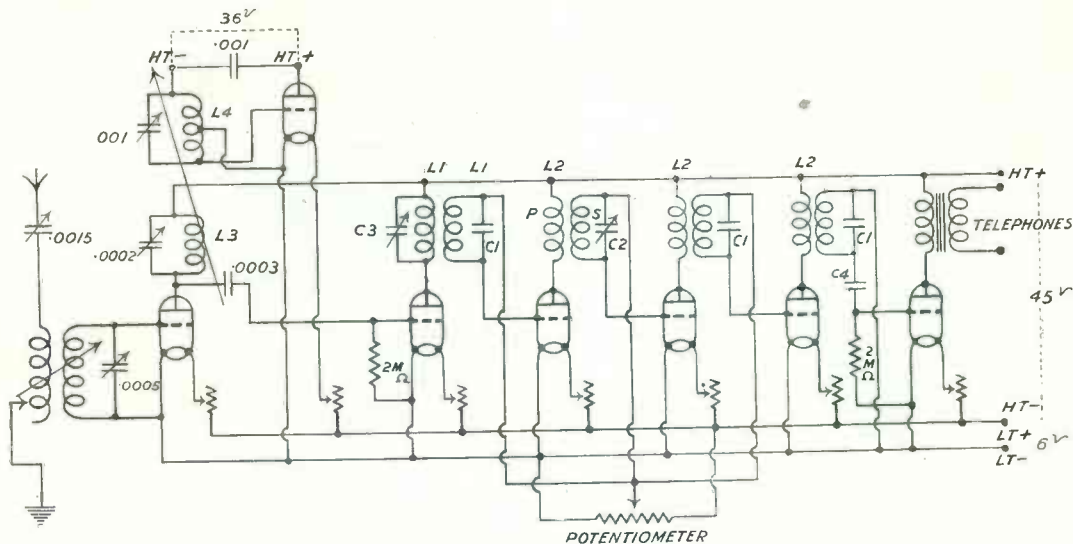 36V
.001
HT-
HT+
001
L4
L3
.0002
.0003
.0015
.0005
L1
L1
L2
L2
L2
HT+
C3
C1
P
S
C2
C1
C1
C4
TELEPHONES
45V
2M
Ω
2
M
Ω
HT-
LT+
LT-
6V
POTENTIOMETER